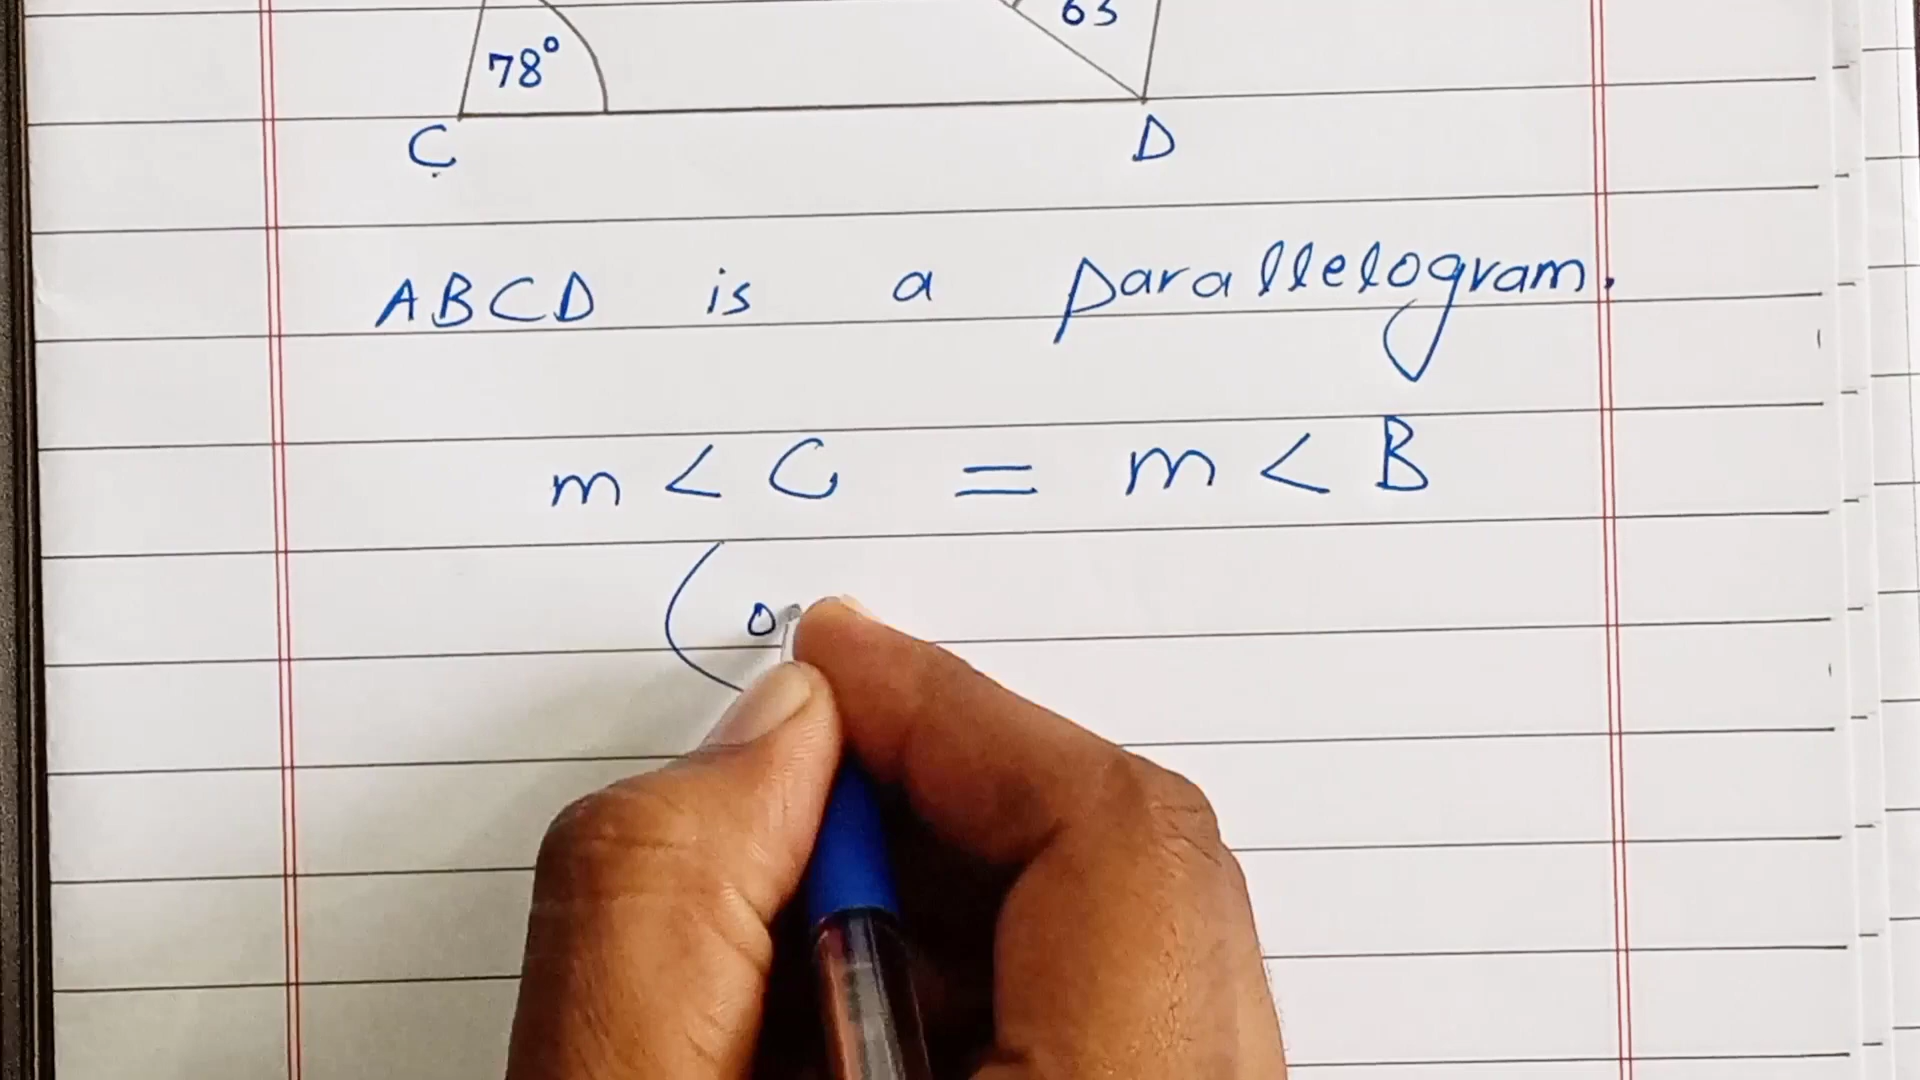 63
78°
C D
ABCD is a parallelogram.
m < C = m < B
(o